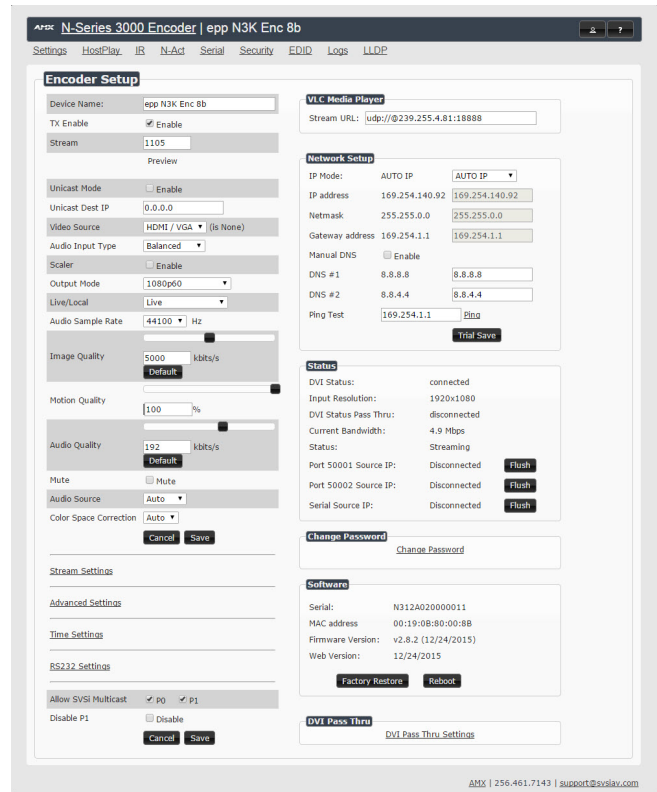 AMX N-Series 3000 Encoder | epp N3K Enc 8b ?
Settings HostPlay IR N-Act Serial Security EDID Logs LLDP
Encoder Setup
Device Name: epp N3K Enc 8b
TX Enable Enable
Stream 1105
Preview
Unicast Mode Enable
Unicast Dest IP 0.0.0.0
Video Source HDMI / VGA (is None)
Audio Input Type Balanced
Scaler Enable
Output Mode 1080p60
Live/Local Live
Audio Sample Rate 44100 Hz
Image Quality 5000 kbits/s
Default
Motion Quality 100 %
Audio Quality 192 kbits/s
Default
Mute Mute
Audio Source Auto
Color Space Correction Auto
Cancel Save
Stream Settings
Advanced Settings
Time Settings
RS232 Settings
Allow SVSi Multicast P0 P1
Disable P1 Disable
Cancel Save
VLC Media Player
Stream URL: udp://@239.255.4.81:18888
Network Setup
IP Mode: AUTO IP AUTO IP
IP address 169.254.140.92 169.254.140.92
Netmask 255.255.0.0 255.255.0.0
Gateway address 169.254.1.1 169.254.1.1
Manual DNS Enable
DNS #1 8.8.8.8 8.8.8.8
DNS #2 8.8.4.4 8.8.4.4
Ping Test 169.254.1.1 Ping
Trial Save
Status
DVI Status: connected
Input Resolution: 1920x1080
DVI Status Pass Thru: disconnected
Current Bandwidth: 4.9 Mbps
Status: Streaming
Port 50001 Source IP: Disconnected Flush
Port 50002 Source IP: Disconnected Flush
Serial Source IP: Disconnected Flush
Change Password
Change Password
Software
Serial: N312A020000011
MAC address 00:19:0B:80:00:8B
Firmware Version: v2.8.2 (12/24/2015)
Web Version: 12/24/2015
Factory Restore Reboot
DVI Pass Thru
DVI Pass Thru Settings
AMX | 256.461.7143 | support@svsiav.com